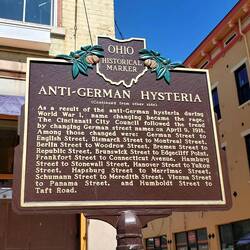 OHIO
HISTORICAL
MARKER
ANTI-GERMAN HYSTERIA
(Continued from other side)
As a result of the anti-German hysteria during
World War I, name changing became the rage.
The Cincinnati City Council followed the trend
by changing German street names on April 9, 1918.
Among those changed were: German Street to
English Street, Bismarck Street to Montreal Street,
Berlin Street to Woodrow Street, Bremen Street to
Republic Street, Brunswick Street to Edgecliff Point,
Frankfort Street to Connecticut Avenue, Hamburg
Street to Stonewall Street, Hanover Street to Yukon
Street, Hapsburg Street to Merrimac Street,
Schumann Street to Meredith Street, Vienna Street
to Panama Street, and Humboldt Street to
Taft Road.